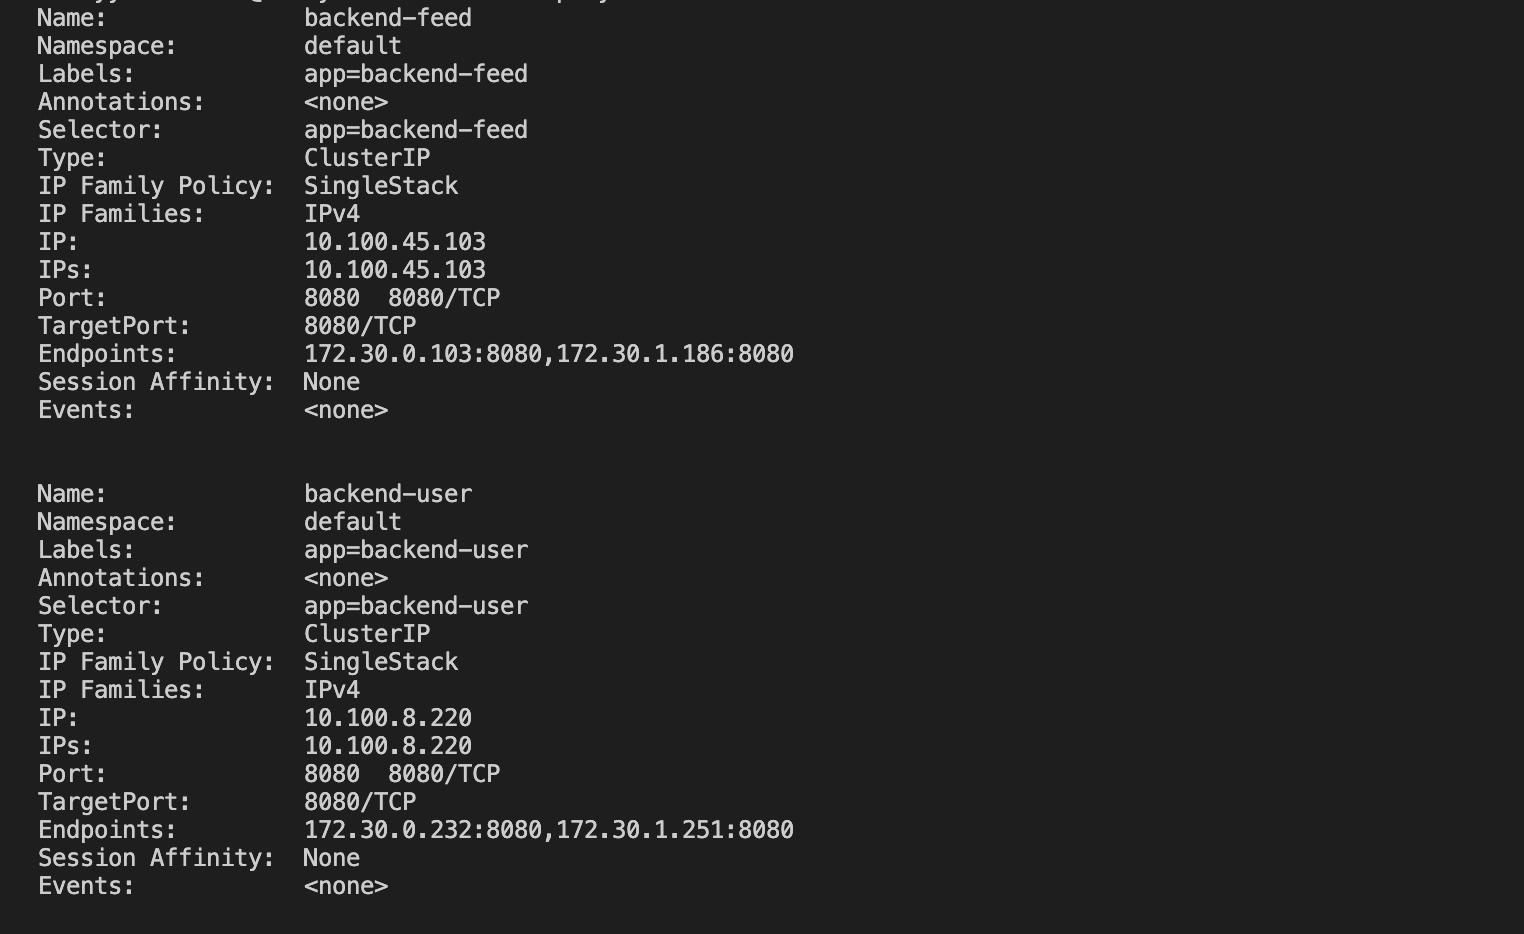 Name:              backend-feed
Namespace:         default
Labels:            app=backend-feed
Annotations:       <none>
Selector:          app=backend-feed
Type:              ClusterIP
IP Family Policy:  SingleStack
IP Families:       IPv4
IP:                10.100.45.103
IPs:               10.100.45.103
Port:              8080  8080/TCP
TargetPort:        8080/TCP
Endpoints:         172.30.0.103:8080,172.30.1.186:8080
Session Affinity:  None
Events:            <none>
Name:              backend-user
Namespace:         default
Labels:            app=backend-user
Annotations:       <none>
Selector:          app=backend-user
Type:              ClusterIP
IP Family Policy:  SingleStack
IP Families:       IPv4
IP:                10.100.8.220
IPs:               10.100.8.220
Port:              8080  8080/TCP
TargetPort:        8080/TCP
Endpoints:         172.30.0.232:8080,172.30.1.251:8080
Session Affinity:  None
Events:            <none>